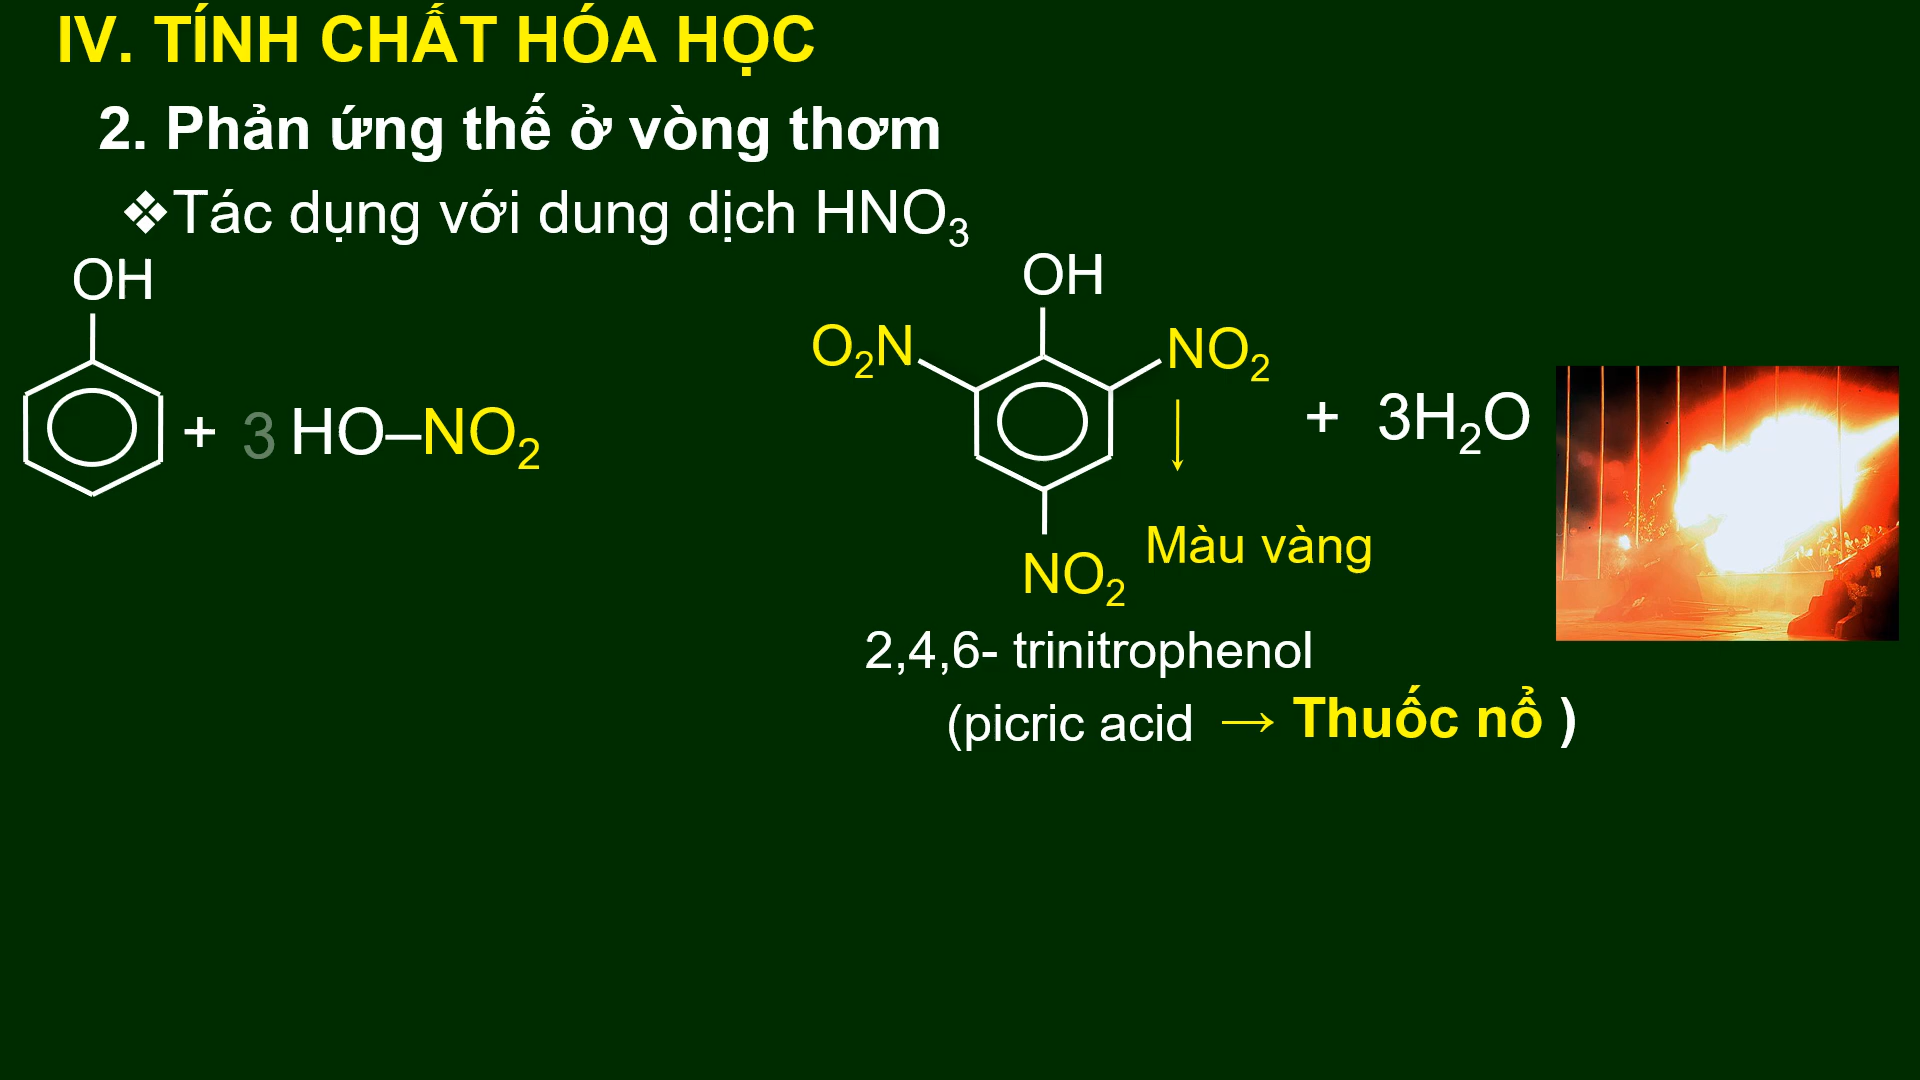 IV. TÍNH CHẤT HÓA HỌC
2. Phản ứng thế ở vòng thơm
❖Tác dụng với dung dịch HNO₃
OH
+ 3 HO–NO₂
OH
O₂N
NO₂
↓
NO₂
+ 3H₂O
Màu vàng
2,4,6- trinitrophenol
(picric acid → Thuốc nổ )